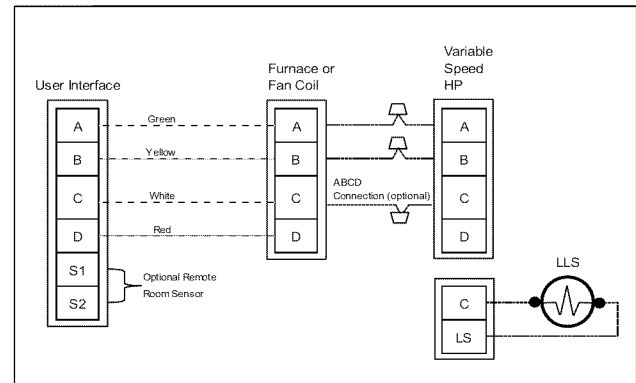 Variable
Speed
HP
Furnace or
Fan Coil
User Interface
A
Green
A
A
B
Yellow
B
B
C
White
C
ABCD
Connection (optional)
C
D
Red
D
D
S1
S2
Optional Remote
Room Sensor
LLS
C
LS